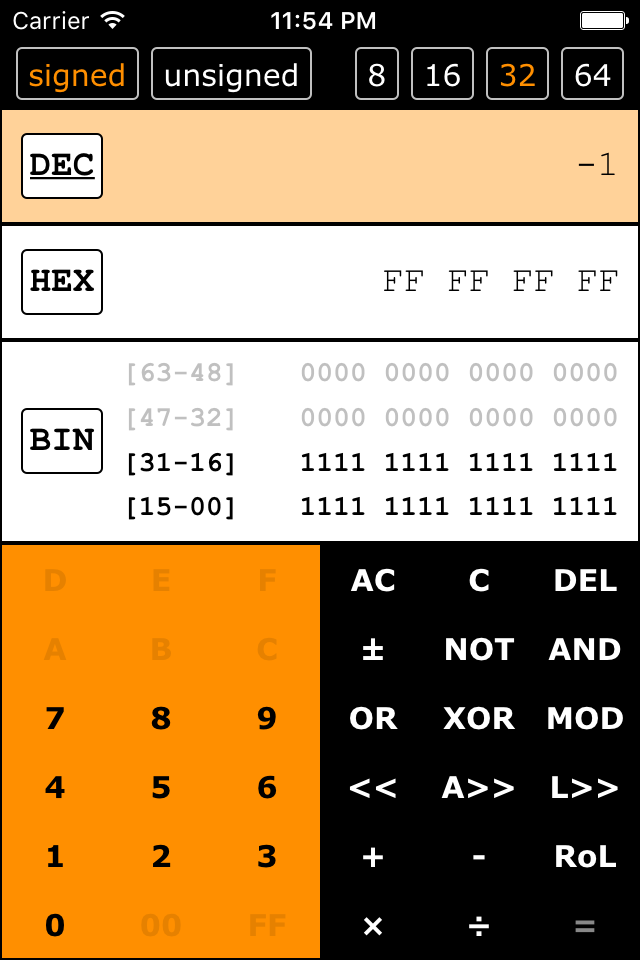 Carrier 11:54 PM
signed unsigned 8 16 32 64
DEC -1
HEX FF FF FF FF
[63-48] 0000 0000 0000 0000
[47-32] 0000 0000 0000 0000
BIN
[31-16] 1111 1111 1111 1111
[15-00] 1111 1111 1111 1111
D E F AC C DEL
A B C ± NOT AND
7 8 9 OR XOR MOD
4 5 6 << A>> L>>
1 2 3 + - RoL
0 00 FF × ÷ =